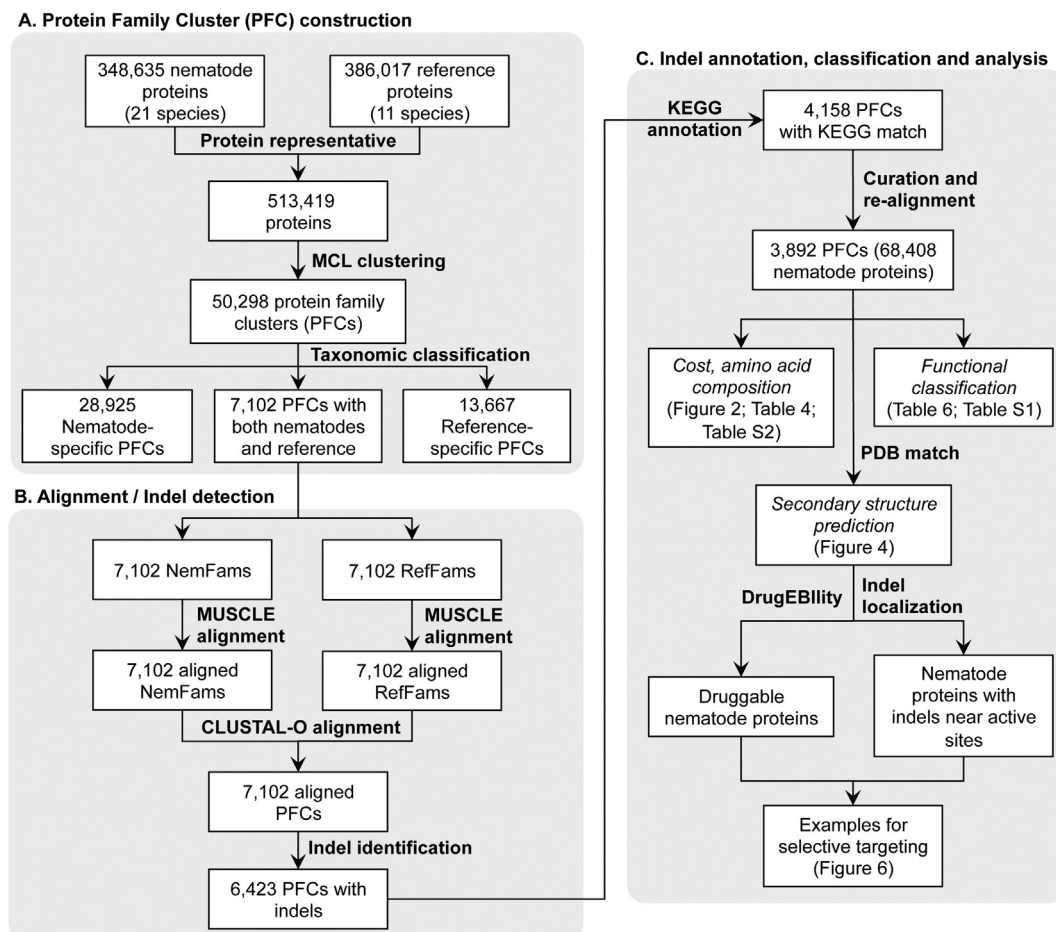 A. Protein Family Cluster (PFC) construction
348,635 nematode
proteins
(21 species)
386,017 reference
proteins
(11 species)
Protein representative
513,419
proteins
MCL clustering
50,298 protein family
clusters (PFCs)
Taxonomic classification
28,925
Nematode-
specific PFCs
7,102 PFCs with
both nematodes
and reference
13,667
Reference-
specific PFCs
B. Alignment / Indel detection
7,102 NemFams
7,102 RefFams
MUSCLE
alignment
MUSCLE
alignment
7,102 aligned
NemFams
7,102 aligned
RefFams
CLUSTAL-O alignment
7,102 aligned
PFCs
Indel identification
6,423 PFCs with
indels
C. Indel annotation, classification and analysis
KEGG
annotation
4,158 PFCs
with KEGG match
Curation and
re-alignment
3,892 PFCs (68,408
nematode proteins)
Cost, amino acid
composition
(Figure 2; Table 4;
Table S2)
Functional
classification
(Table 6; Table S1)
PDB match
Secondary structure
prediction
(Figure 4)
DrugEBIlity
Indel
localization
Druggable
nematode proteins
Nematode
proteins with
indels near active
sites
Examples for
selective targeting
(Figure 6)